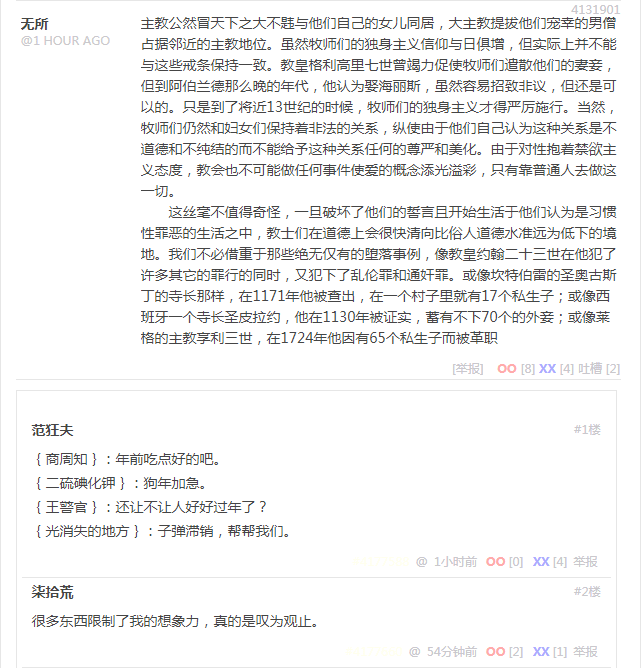 4131901
无所
@1 HOUR AGO
主教公然冒天下之大不韪与他们自己的女儿同居，大主教提拔他们宠幸的男僧
占据邻近的主教地位。虽然牧师们的独身主义信仰与日俱增，但实际上并不能
与这些戒条保持一致。教皇格利高里七世曾竭力促使牧师们遣散他们的妻妾，
但到阿伯兰德那么晚的年代，他认为娶海丽斯，虽然容易招致非议，但还是可
以的。只是到了将近13世纪的时候，牧师们的独身主义才得严厉施行。当然，
牧师们仍然和妇女们保持着非法的关系，纵使由于他们自己认为这种关系是不
道德和不纯结的而不能给予这种关系任何的尊严和美化。由于对性抱着禁欲主
义态度，教会也不可能做任何事件使爱的概念添光溢彩，只有靠普通人去做这
一切。
这丝毫不值得奇怪，一旦破坏了他们的誓言且开始生活于他们认为是习惯
性罪恶的生活之中，教士们在道德上会很快清向比俗人道德水准远为低下的境
地。我们不必借重于那些绝无仅有的堕落事例，像教皇约翰二十三世在他犯了
许多其它的罪行的同时，又犯下了乱伦罪和通奸罪。或像坎特伯雷的圣奥古斯
丁的寺长那样，在1171年他被查出，在一个村子里就有17个私生子；或像西
班牙一个寺长圣皮拉约，他在1130年被证实，蓄有不下70个的外妾；或像莱
格的主教享利三世，在1724年他因有65个私生子而被革职
[举报] OO [8] XX [4] 吐槽 [2]
范狂夫 #1楼
{ 商周知 }：年前吃点好的吧。
{ 二硫碘化钾 }：狗年加急。
{ 王警官 }：还让不让人好好过年了？
{ 光消失的地方 }：子弹滞销，帮帮我们。
@ 1小时前 OO [0] XX [4] 举报
柒拾荒 #2楼
很多东西限制了我的想象力，真的是叹为观止。
@ 54分钟前 OO [2] XX [1] 举报